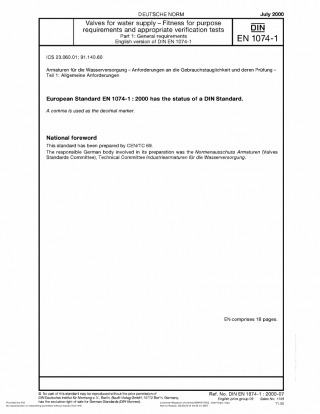 DEUTSCHE NORM
July 2000
Valves for water supply – Fitness for purpose
requirements and appropriate verification tests
Part 1: General requirements
English version of DIN EN 1074-1
DIN
EN 1074-1
ICS 23.060.01; 91.140.60
Armaturen für die Wasserversorgung – Anforderungen an die Gebrauchstauglichkeit und deren Prüfung –
Teil 1: Allgemeine Anforderungen
European Standard EN 1074-1 : 2000 has the status of a DIN Standard.
A comma is used as the decimal marker.
National foreword
This standard has been prepared by CEN/TC 69.
The responsible German body involved in its preparation was the Normenausschuss Armaturen (Valves
Standards Committee), Technical Committee Industriearmaturen für die Wasserversorgung.
EN comprises 18 pages.
© No part of this standard may be reproduced without the prior permission of
DIN Deutsches Institut für Normung e.V., Berlin. Beuth Verlag GmbH, 10772 Berlin, Germany,
has the exclusive right of sale for German Standards (DIN-Normen).
Ref. No. DIN EN 1074-1 : 2000-07
English price group 09